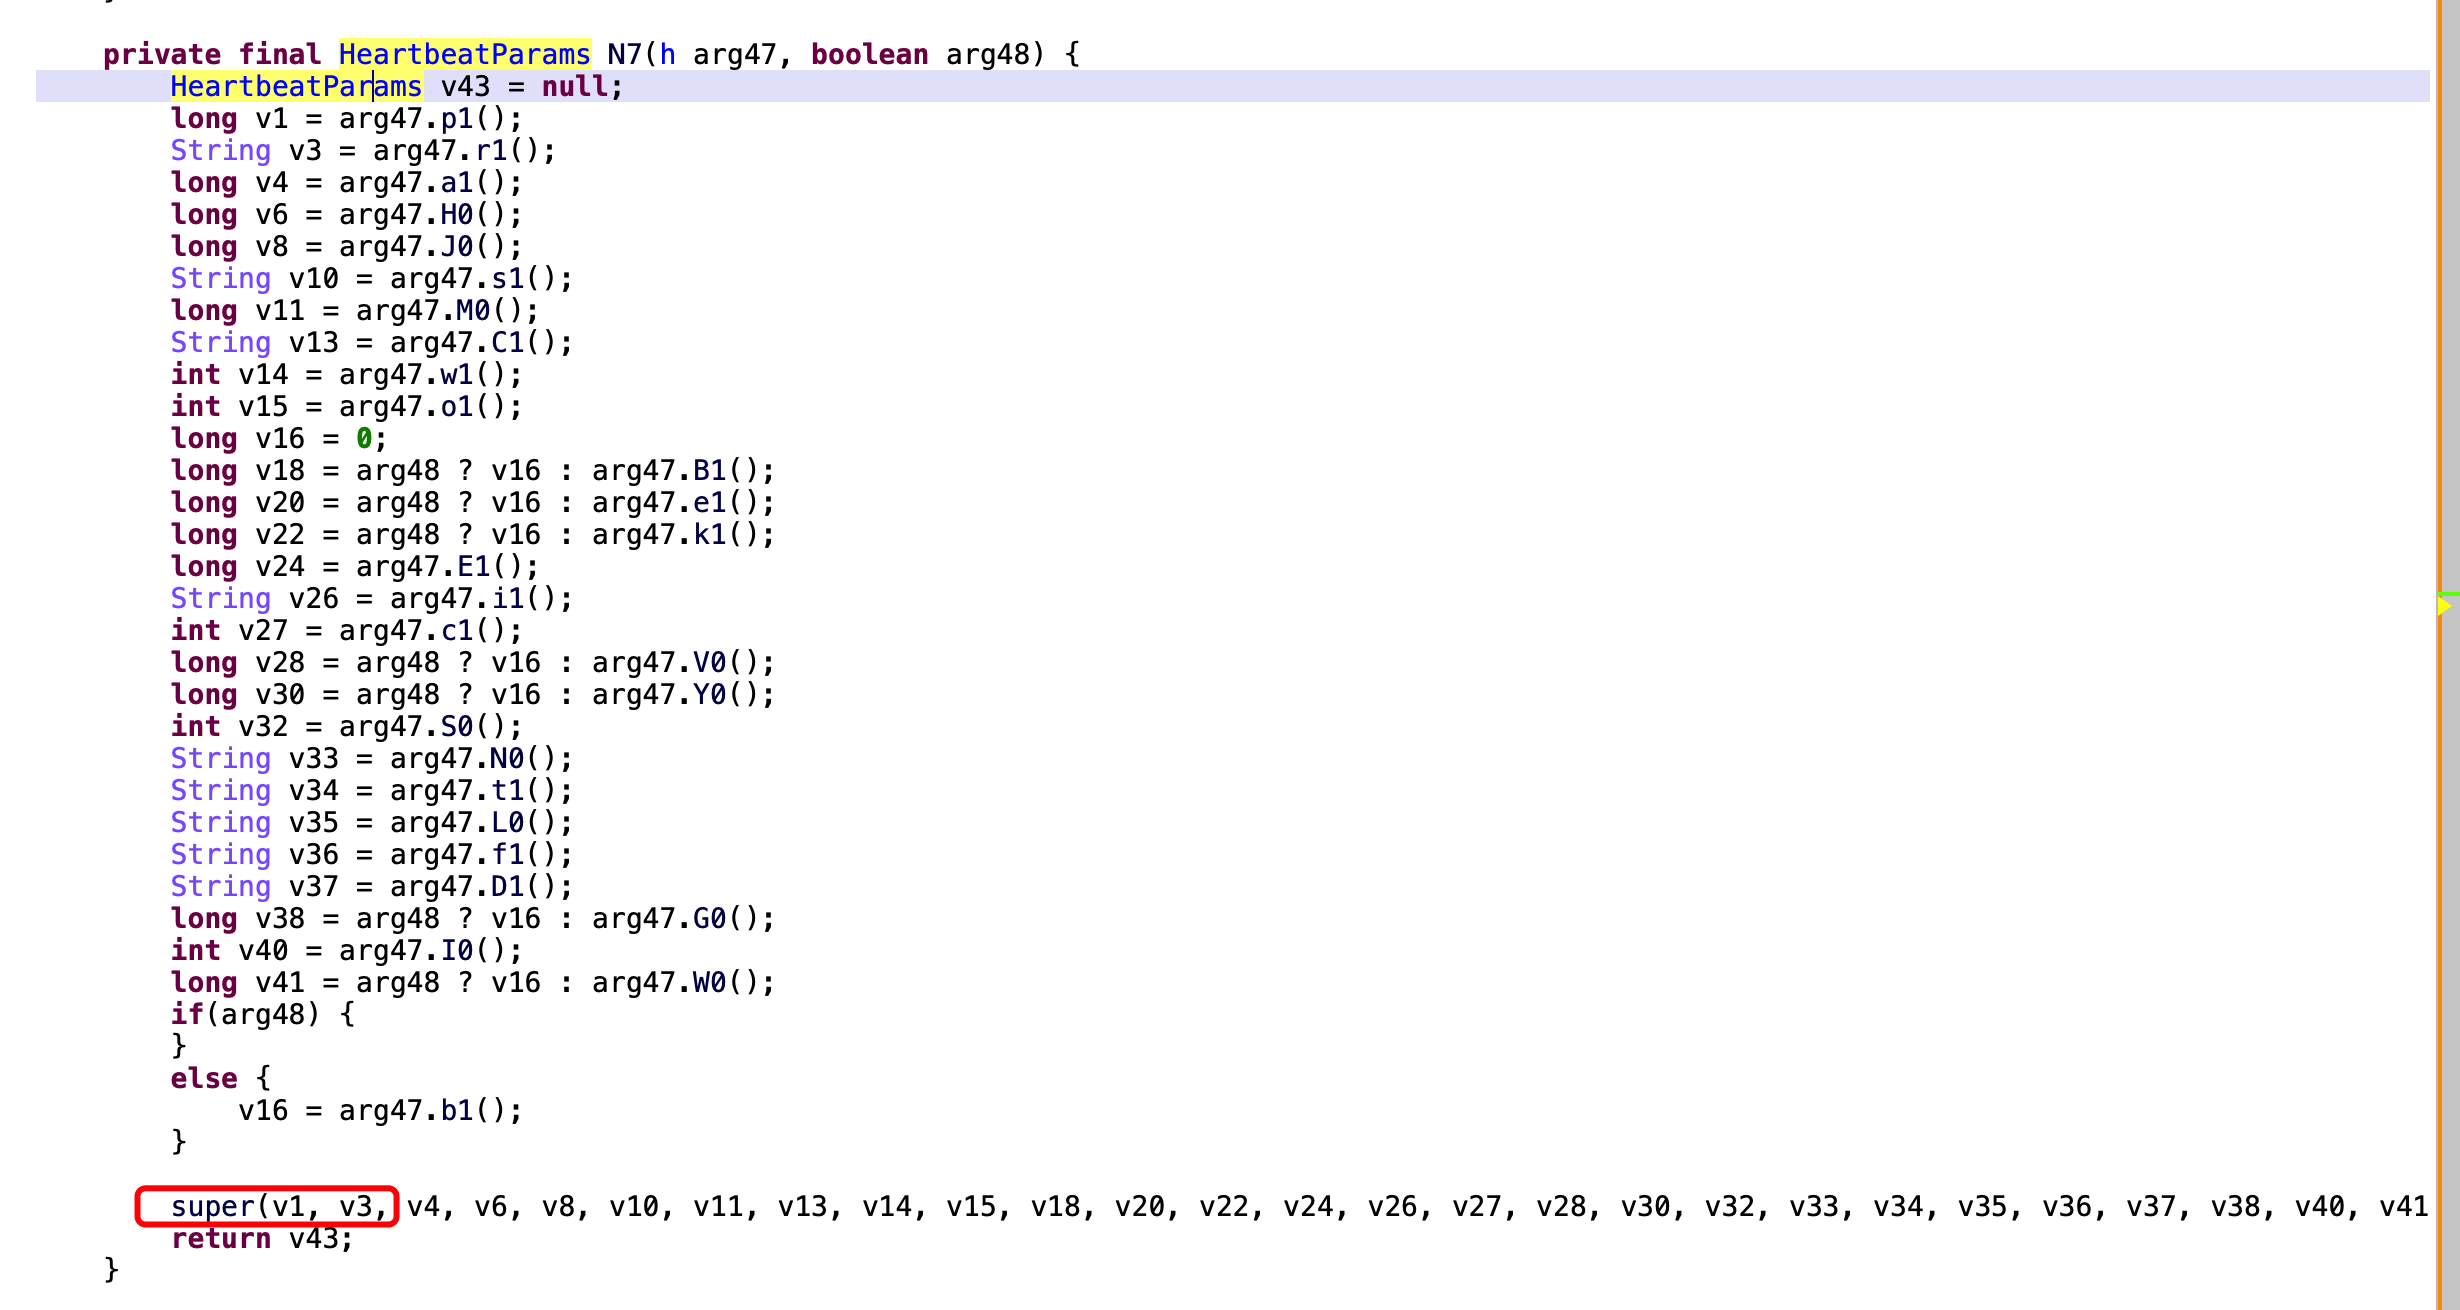 private final HeartbeatParams N7(h arg47, boolean arg48) {
HeartbeatParams v43 = null;
long v1 = arg47.p1();
String v3 = arg47.r1();
long v4 = arg47.a1();
long v6 = arg47.H0();
long v8 = arg47.J0();
String v10 = arg47.s1();
long v11 = arg47.M0();
String v13 = arg47.C1();
int v14 = arg47.w1();
int v15 = arg47.o1();
long v16 = 0;
long v18 = arg48 ? v16 : arg47.B1();
long v20 = arg48 ? v16 : arg47.e1();
long v22 = arg48 ? v16 : arg47.k1();
long v24 = arg47.E1();
String v26 = arg47.i1();
int v27 = arg47.c1();
long v28 = arg48 ? v16 : arg47.V0();
long v30 = arg48 ? v16 : arg47.Y0();
int v32 = arg47.S0();
String v33 = arg47.N0();
String v34 = arg47.t1();
String v35 = arg47.L0();
String v36 = arg47.f1();
String v37 = arg47.D1();
long v38 = arg48 ? v16 : arg47.G0();
int v40 = arg47.I0();
long v41 = arg48 ? v16 : arg47.W0();
if(arg48) {
}
else {
v16 = arg47.b1();
}
super(v1, v3, v4, v6, v8, v10, v11, v13, v14, v15, v18, v20, v22, v24, v26, v27, v28, v30, v32, v33, v34, v35, v36, v37, v38, v40, v41
return v43;
}